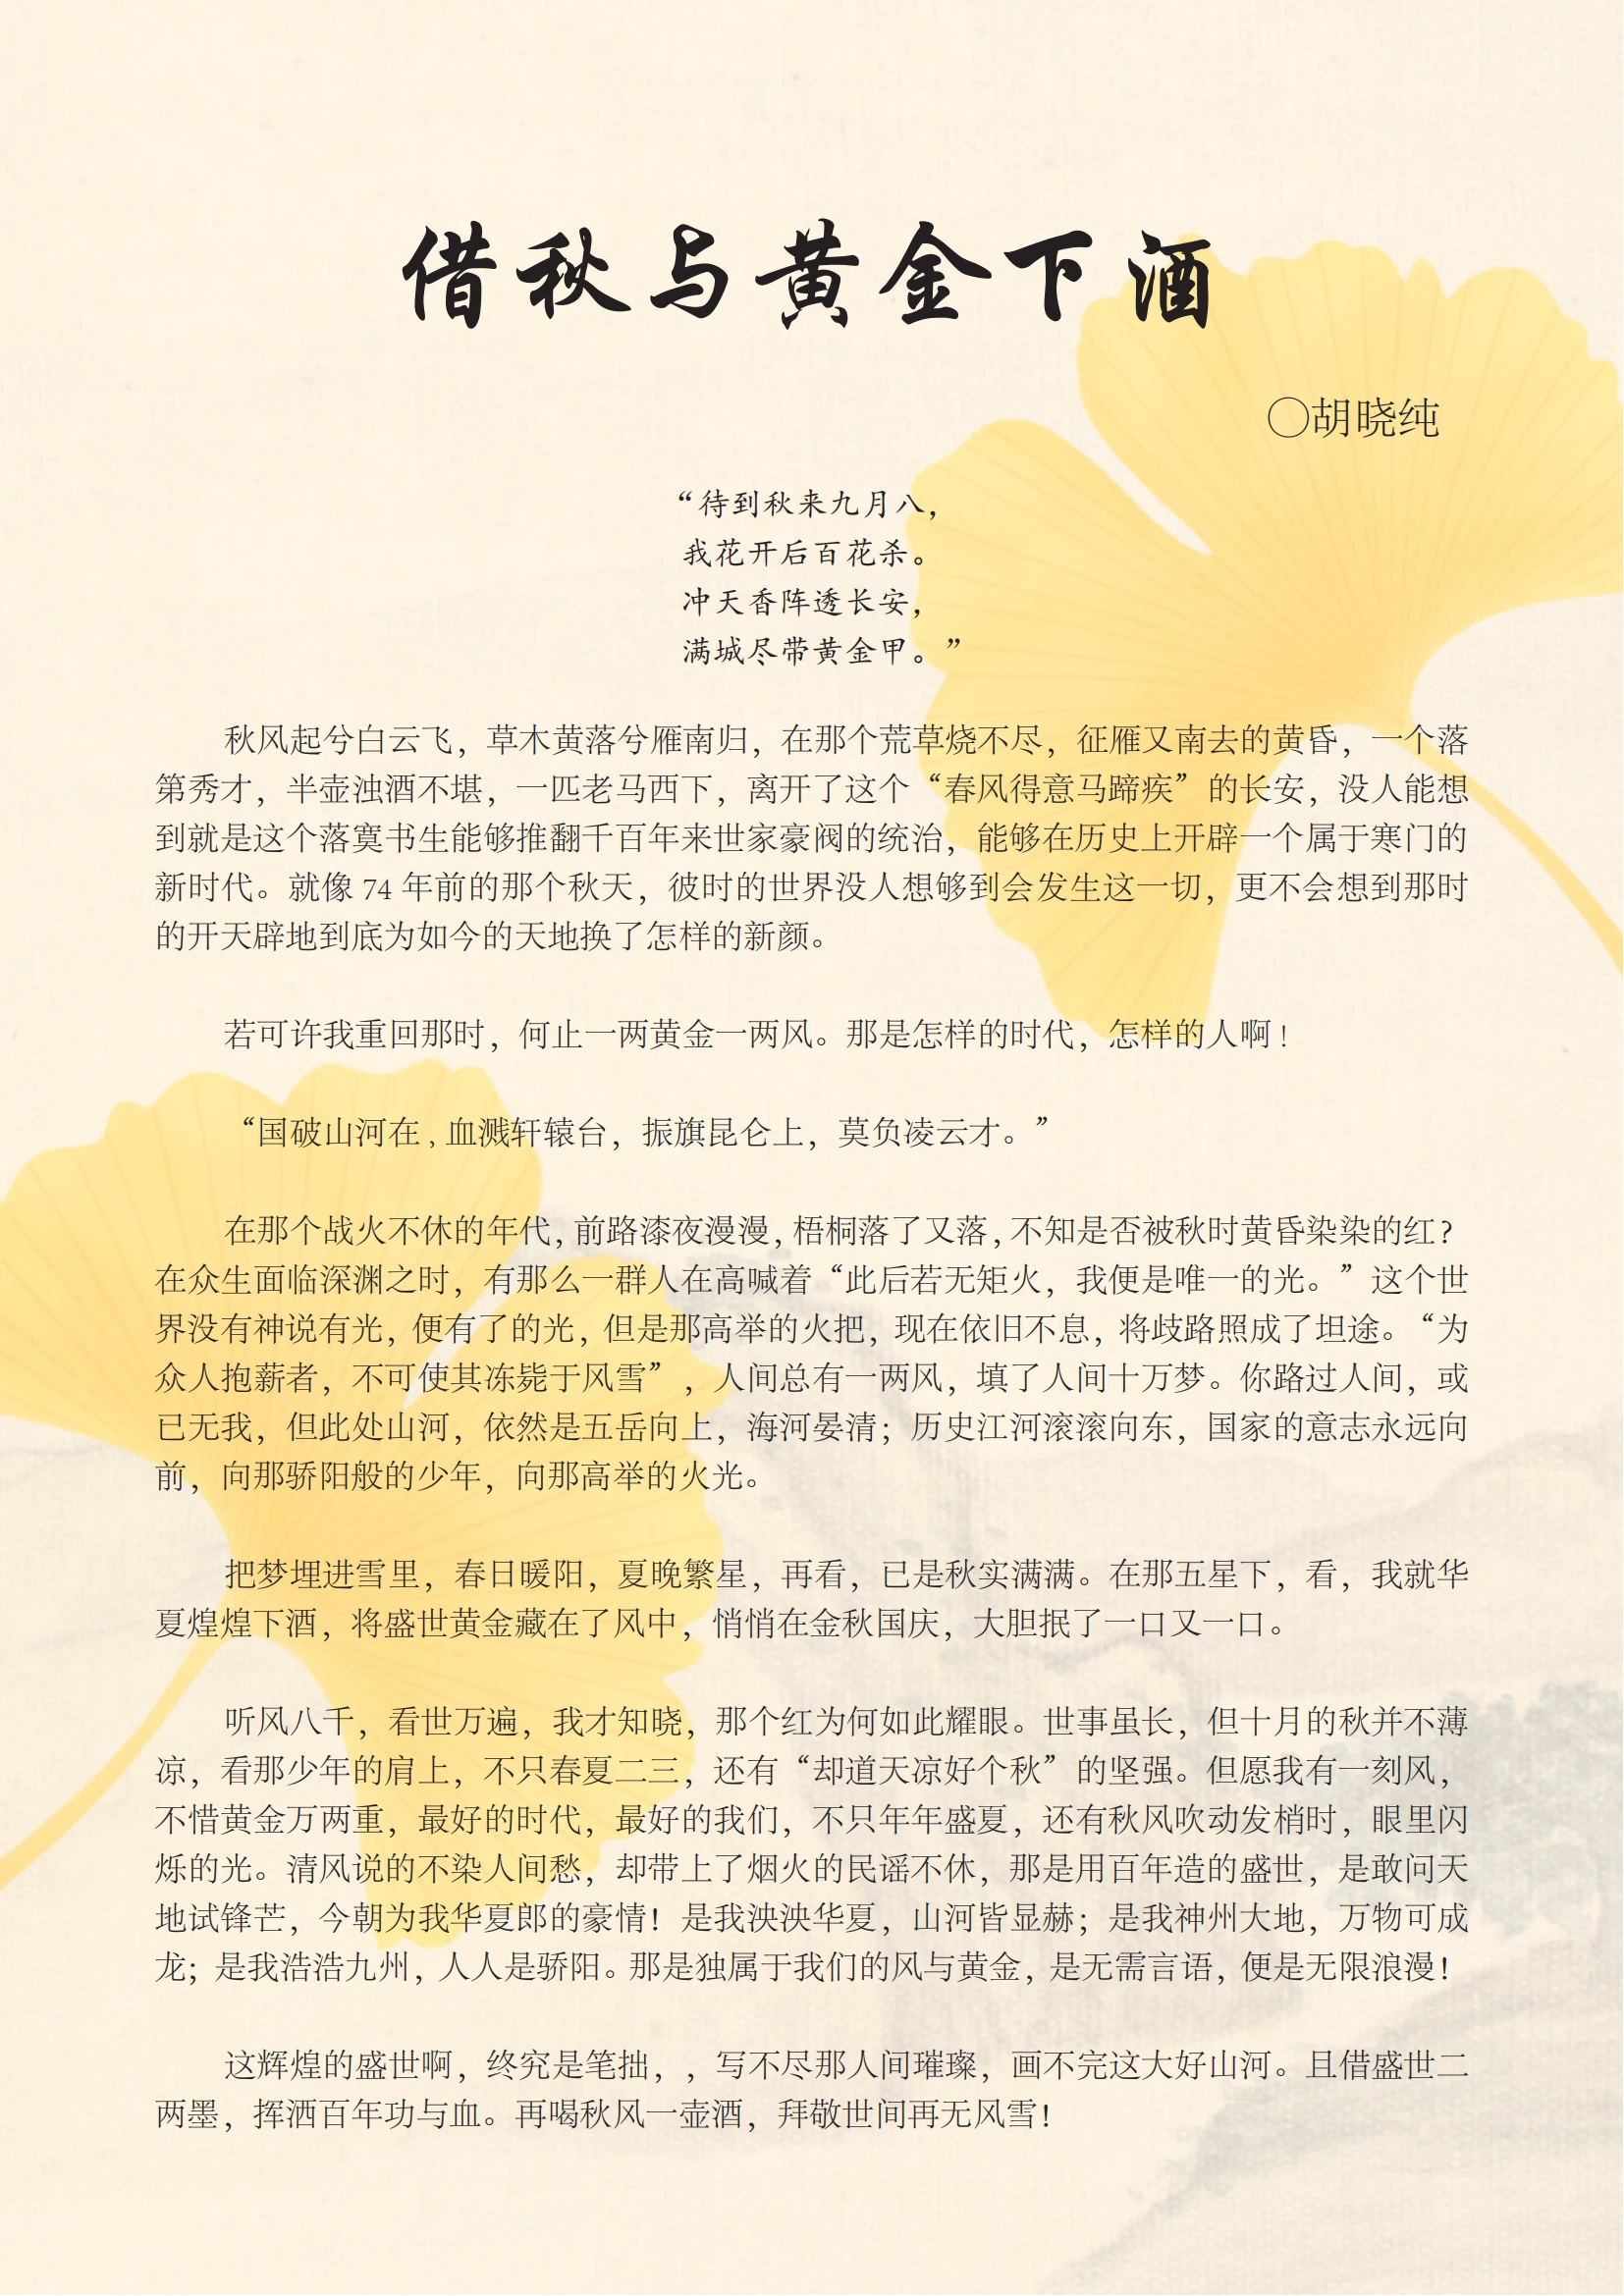 借秋与黄金下酒
〇胡晓纯
“待到秋来九月八，
我花开后百花杀。
冲天香阵透长安，
满城尽带黄金甲。”
秋风起兮白云飞，草木黄落兮雁南归，在那个荒草烧不尽，征雁又南去的黄昏，一个落
第秀才，半壶浊酒不堪，一匹老马西下，离开了这个“春风得意马蹄疾”的长安，没人能想
到就是这个落寞书生能够推翻千百年来世家豪阀的统治，能够在历史上开辟一个属于寒门的
新时代。就像 74 年前的那个秋天，彼时的世界没人想够到会发生这一切，更不会想到那时
的开天辟地到底为如今的天地换了怎样的新颜。
若可许我重回那时，何止一两黄金一两风。那是怎样的时代，怎样的人啊！
“国破山河在，血溅轩辕台，振旗昆仑上，莫负凌云才。”
在那个战火不休的年代，前路漆夜漫漫，梧桐落了又落，不知是否被秋时黄昏染染的红？
在众生面临深渊之时，有那么一群人在高喊着“此后若无矩火，我便是唯一的光。”这个世
界没有神说有光，便有了的光，但是那高举的火把，现在依旧不息，将歧路照成了坦途。“为
众人抱薪者，不可使其冻毙于风雪”，人间总有一两风，填了人间十万梦。你路过人间，或
已无我，但此处山河，依然是五岳向上，海河晏清；历史江河滚滚向东，国家的意志永远向
前，向那骄阳般的少年，向那高举的火光。
把梦埋进雪里，春日暖阳，夏晚繁星，再看，已是秋实满满。在那五星下，看，我就华
夏煌煌下酒，将盛世黄金藏在了风中，悄悄在金秋国庆，大胆抿了一口又一口。
听风八千，看世万遍，我才知晓，那个红为何如此耀眼。世事虽长，但十月的秋并不薄
凉，看那少年的肩上，不只春夏二三，还有“却道天凉好个秋”的坚强。但愿我有一刻风，
不惜黄金万两重，最好的时代，最好的我们，不只年年盛夏，还有秋风吹动发梢时，眼里闪
烁的光。清风说的不染人间愁，却带上了烟火的民谣不休，那是用百年造的盛世，是敢问天
地试锋芒，今朝为我华夏郎的豪情！是我泱泱华夏，山河皆显赫；是我神州大地，万物可成
龙；是我浩浩九州，人人是骄阳。那是独属于我们的风与黄金，是无需言语，便是无限浪漫！
这辉煌的盛世啊，终究是笔拙，，写不尽那人间璀璨，画不完这大好山河。且借盛世二
两墨，挥洒百年功与血。再喝秋风一壶酒，拜敬世间再无风雪！